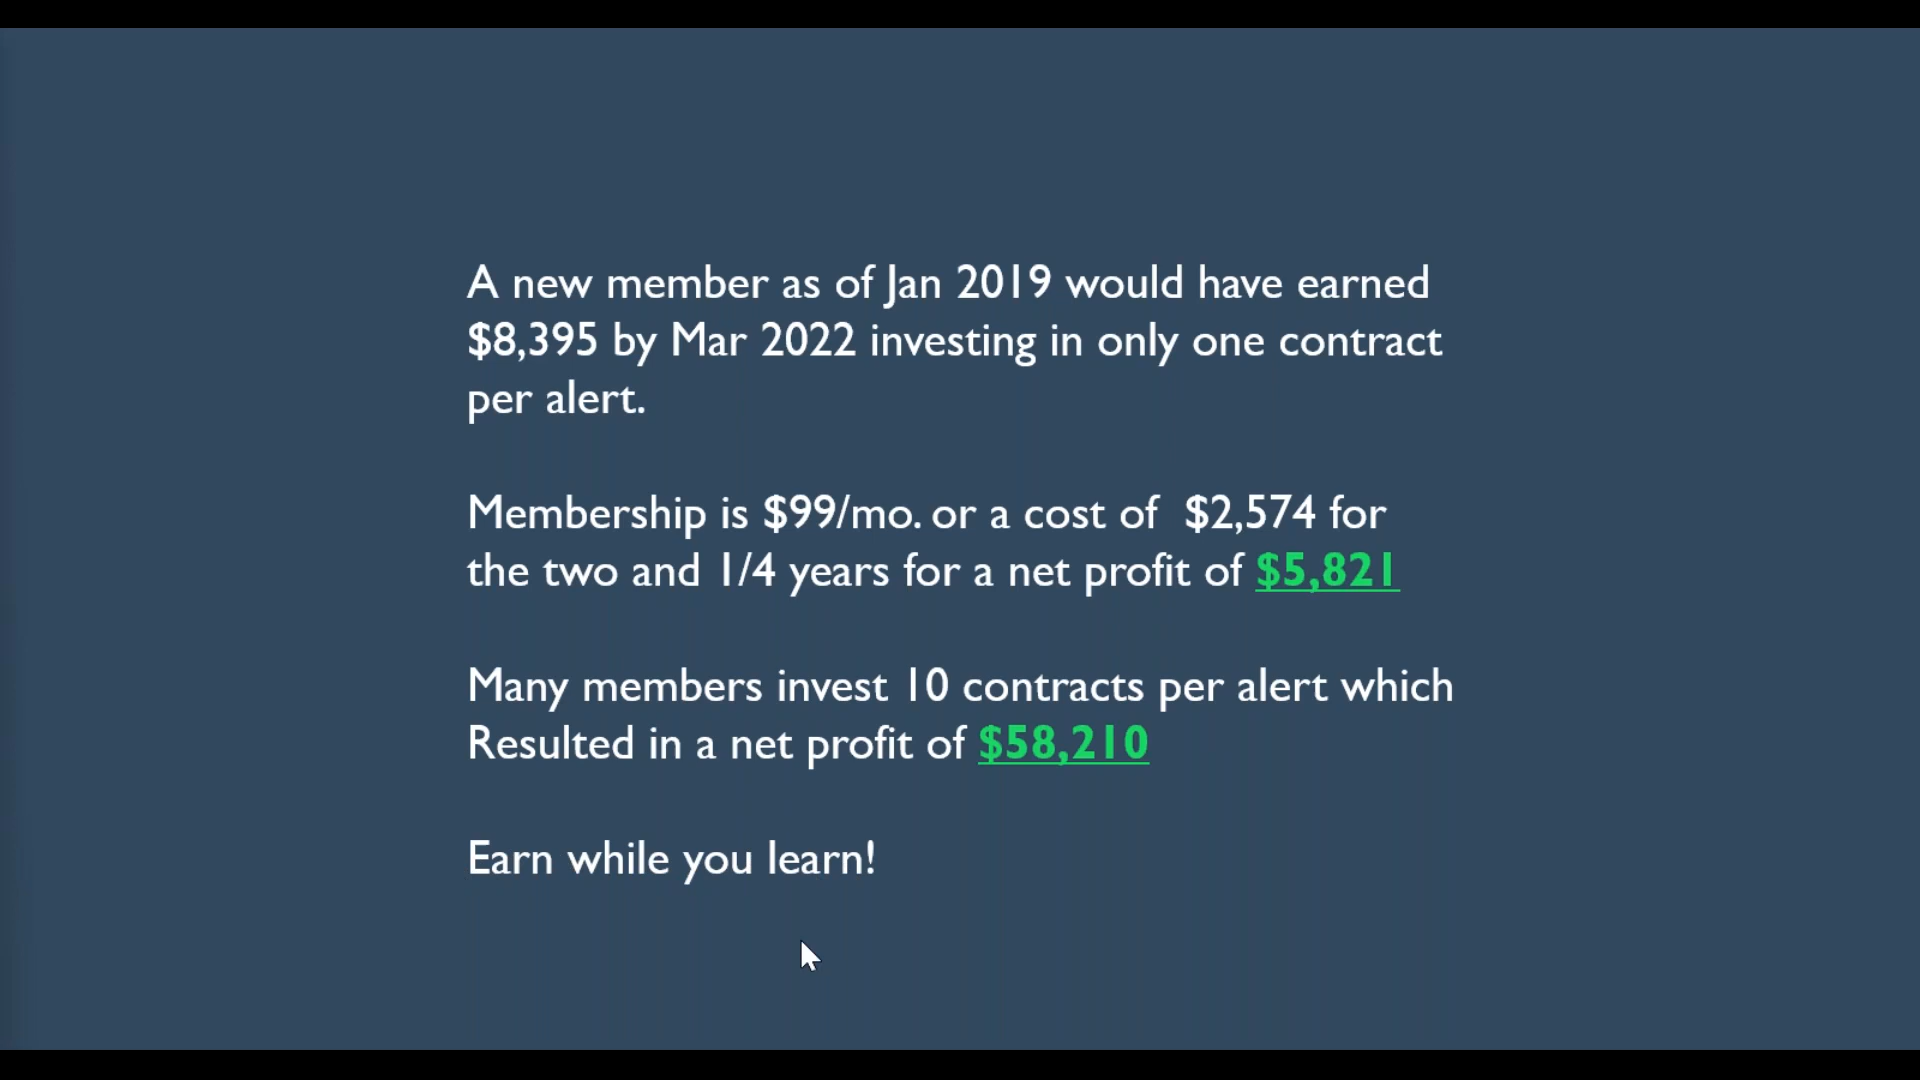 A new member as of Jan 2019 would have earned
$8,395 by Mar 2022 investing in only one contract
per alert.
Membership is $99/mo. or a cost of  $2,574 for
the two and 1/4 years for a net profit of $5,821
Many members invest 10 contracts per alert which
Resulted in a net profit of $58,210
Earn while you learn!